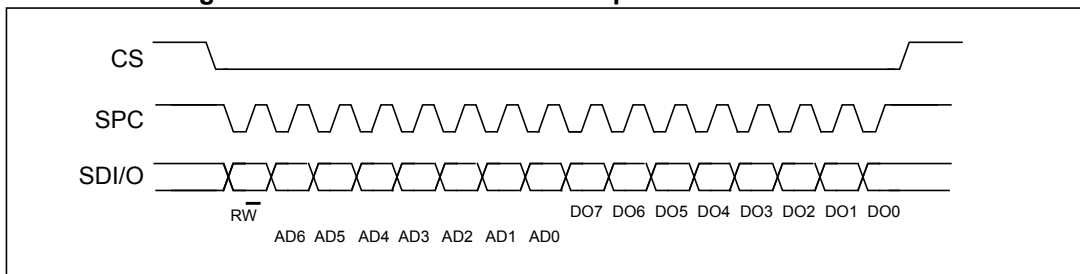 CS
SPC
SDI/O
RW
DO7 DO6 DO5 DO4 DO3 DO2 DO1 DO0
AD6 AD5 AD4 AD3 AD2 AD1 AD0